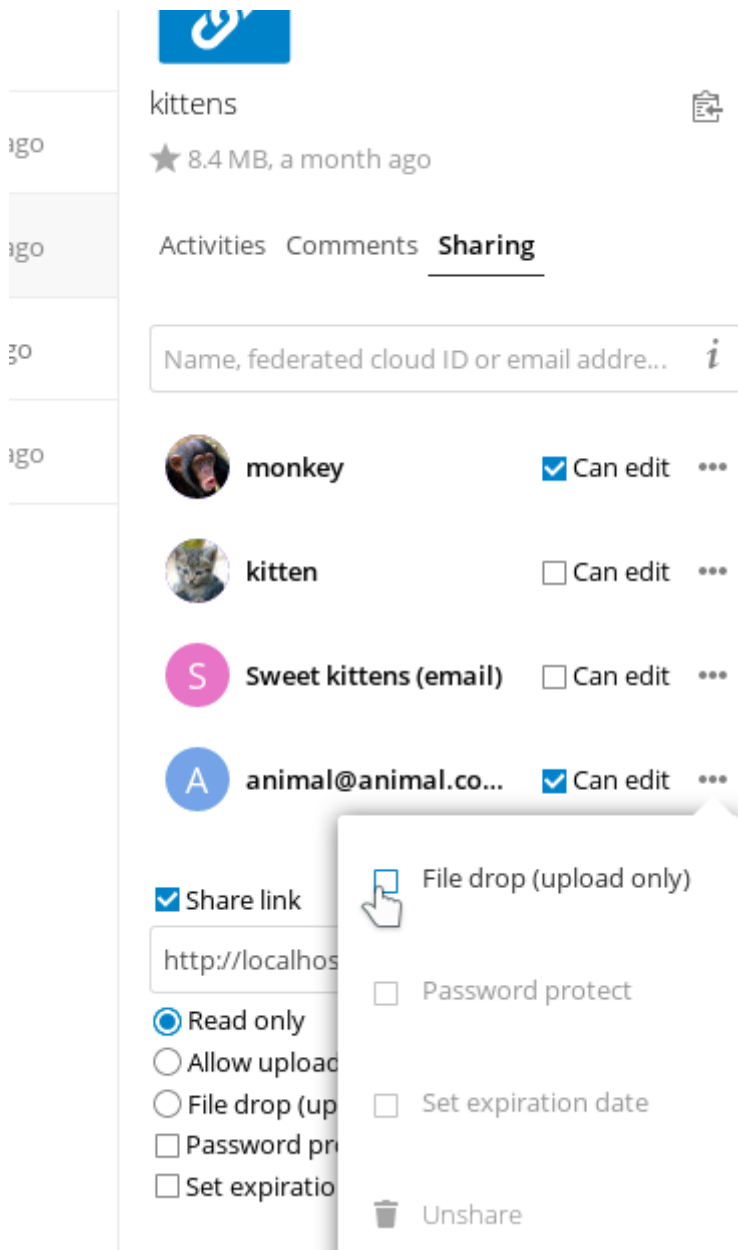 kittens
ago
8.4 MB, a month ago
Activities Comments Sharing
ago
go
Name, federated cloud ID or email addre... i
ago
monkey Can edit
kitten Can edit
S Sweet kittens (email) Can edit
A animal@animal.co... Can edit
File drop (upload only)
Share link
http://localhos
Password protect
Read only
Allow upload
File drop (up
Set expiration date
Password pr
Set expiratio
Unshare